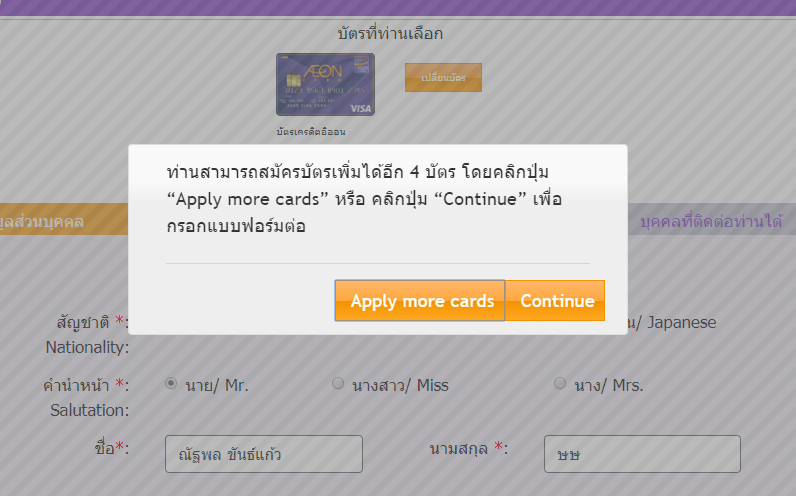 บัตรที่ท่านเลือก
AEON
VISA
เปลี่ยนบัตร
บัตรเครดิตอิออน
ท่านสามารถสมัครบัตรเพิ่มได้อีก 4 บัตร โดยคลิกปุ่ม
“Apply more cards” หรือ คลิกปุ่ม “Continue” เพื่อ
กรอกแบบฟอร์มต่อ
Apply more cards Continue
ส่วนบุคคล
บุคคลที่ติดต่อท่านได้
สัญชาติ *: / Japanese
Nationality:
คำนำหน้า *: นาย/ Mr. นางสาว/ Miss นาง/ Mrs.
Salutation:
ชื่อ*: ณัฐพล ขันธ์แก้ว นามสกุล *: ษษ